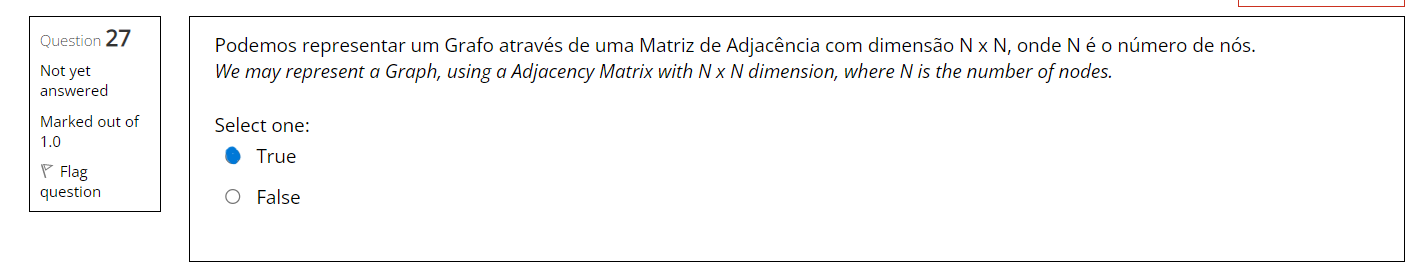 Question 27
Not yet
answered
Marked out of
1.0
Flag
question
Podemos representar um Grafo através de uma Matriz de Adjacência com dimensão N x N, onde N é o número de nós.
We may represent a Graph, using a Adjacency Matrix with N x N dimension, where N is the number of nodes.
Select one:
True
False